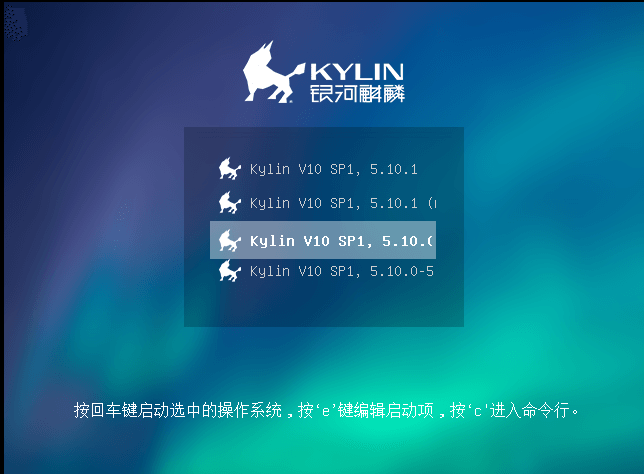 KYLIN
银河麒麟
Kylin V10 SP1, 5.10.1
Kylin V10 SP1, 5.10.1 (
Kylin V10 SP1, 5.10.
Kylin V10 SP1, 5.10.0-5
按回车键启动选中的操作系统，按‘e’键编辑启动项，按‘c’进入命令行。